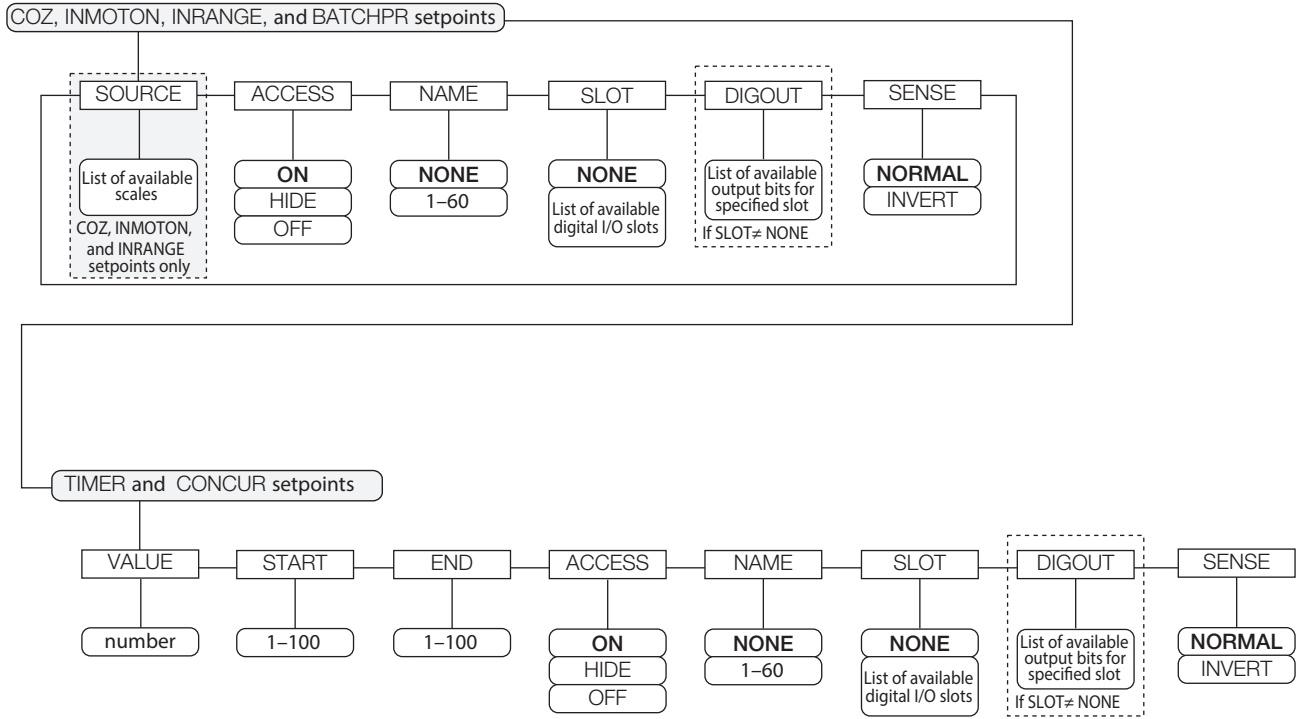 COZ, INMOTON, INRANGE, and BATCHPR setpoints
SOURCE
ACCESS
NAME
SLOT
DIGOUT
SENSE
List of available
scales
COZ, INMOTON,
and INRANGE
setpoints only
ON
HIDE
OFF
NONE
1–60
NONE
List of available
digital I/O slots
List of available
output bits for
specified slot
If SLOT≠ NONE
NORMAL
INVERT
TIMER and CONCUR setpoints
VALUE
START
END
ACCESS
NAME
SLOT
DIGOUT
SENSE
number
1–100
1–100
ON
HIDE
OFF
NONE
1–60
NONE
List of available
digital I/O slots
List of available
output bits for
specified slot
If SLOT≠ NONE
NORMAL
INVERT